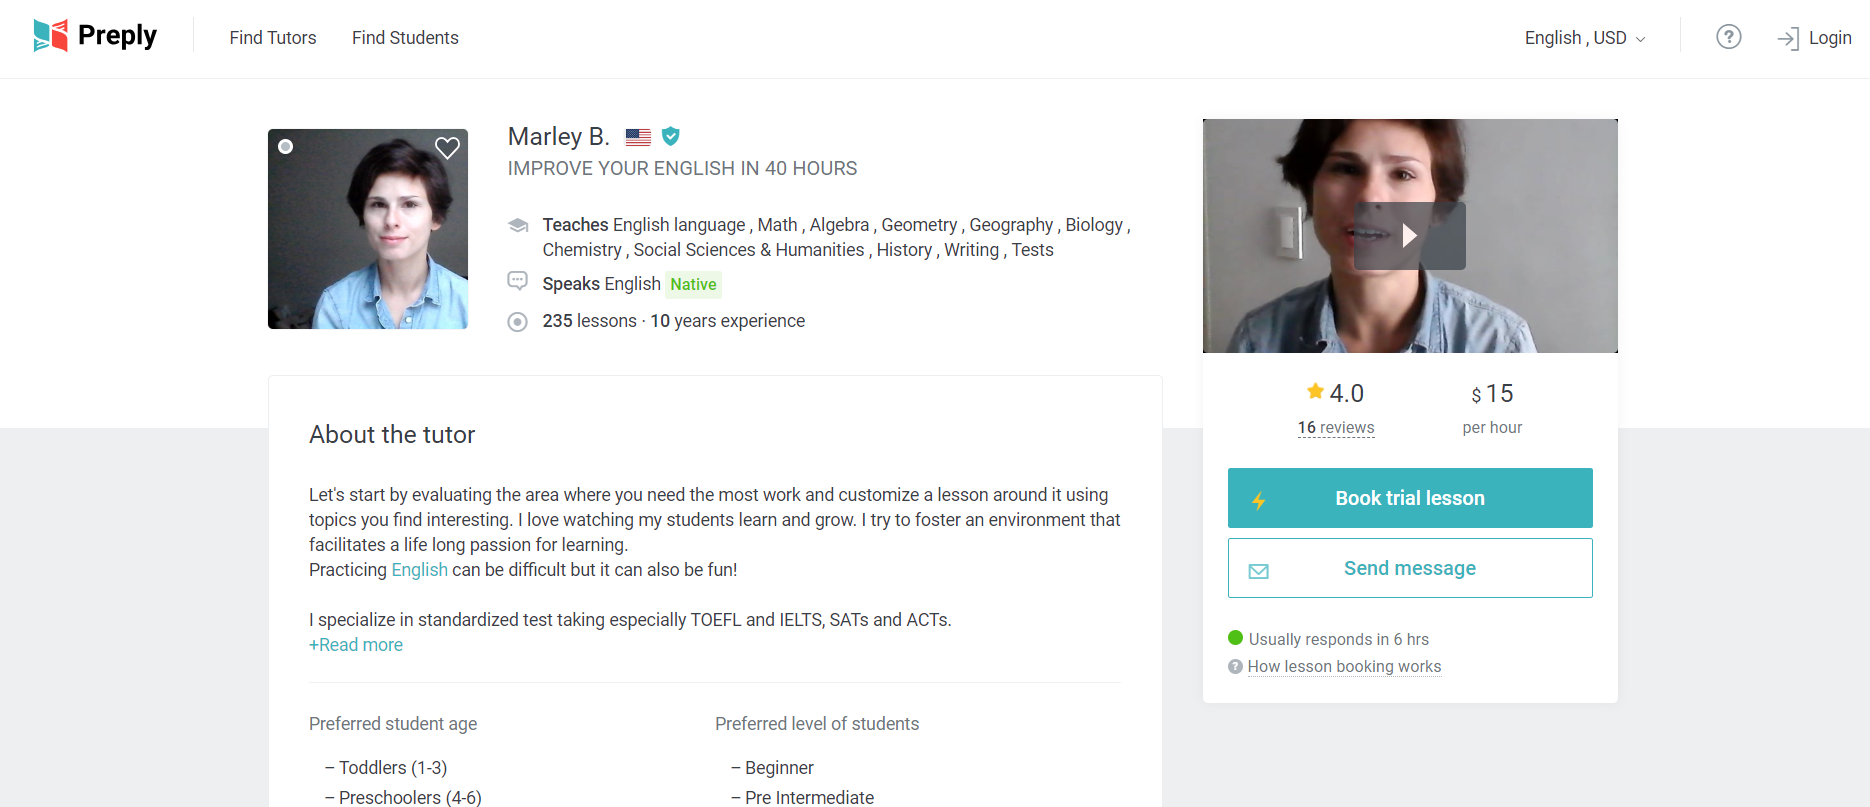 Preply
Find Tutors
Find Students
English , USD
?
Login
Marley B.
IMPROVE YOUR ENGLISH IN 40 HOURS
Teaches English language , Math , Algebra , Geometry , Geography , Biology ,
Chemistry , Social Sciences & Humanities , History , Writing , Tests
Speaks English Native
235 lessons · 10 years experience
About the tutor
Let's start by evaluating the area where you need the most work and customize a lesson around it using
topics you find interesting. I love watching my students learn and grow. I try to foster an environment that
facilitates a life long passion for learning.
Practicing English can be difficult but it can also be fun!
I specialize in standardized test taking especially TOEFL and IELTS, SATs and ACTs.
+Read more
Preferred student age
– Toddlers (1-3)
– Preschoolers (4-6)
Preferred level of students
– Beginner
– Pre Intermediate
4.0
16 reviews
$ 15
per hour
Book trial lesson
Send message
Usually responds in 6 hrs
? How lesson booking works